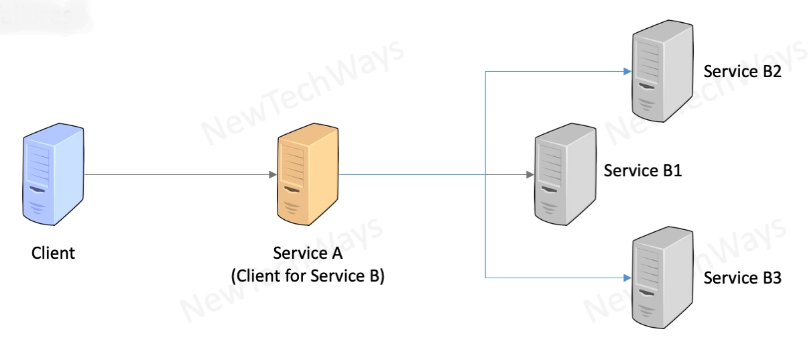 NewTechWays
NewTechWays
Service B2
Service B1
Client
Service A
(Client for Service B)
Service B3
NewTechWays
NewTechWays